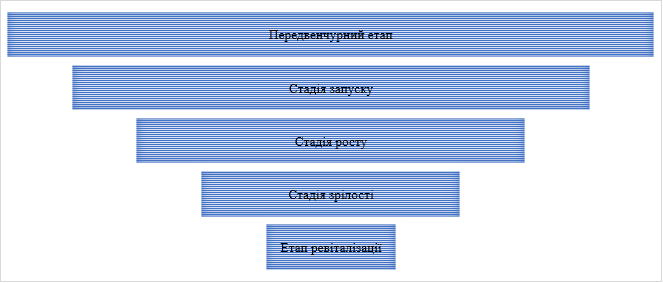 Передвенчурний етап
Стадія запуску
Стадія росту
Стадія зрілості
Етап ревіталізації